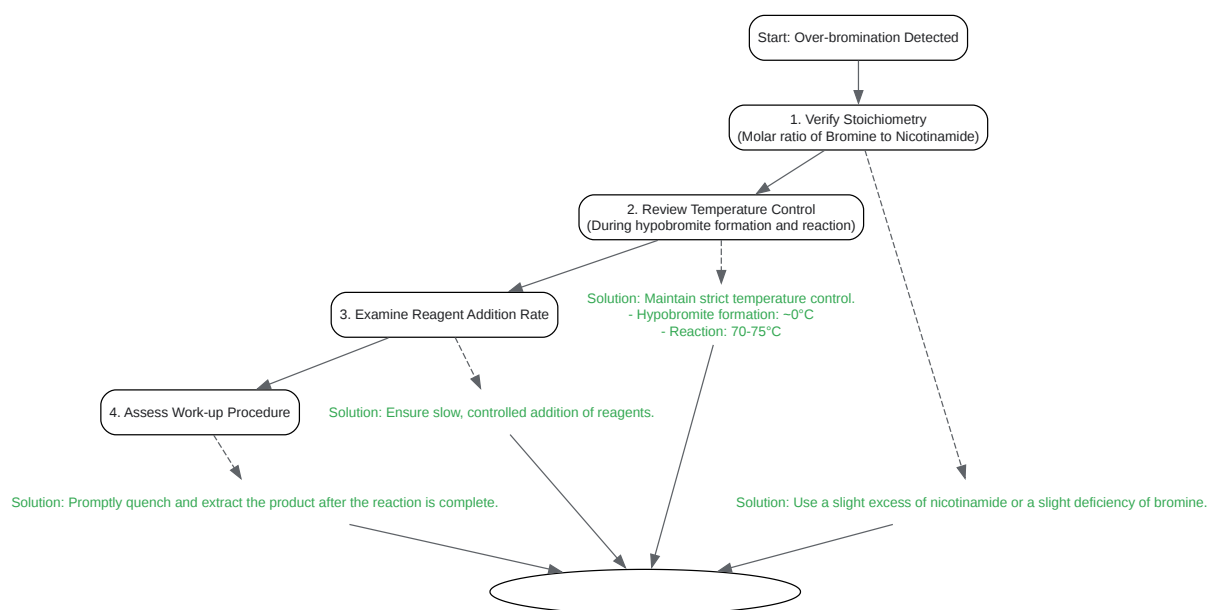 Start: Over-bromination Detected
1. Verify Stoichiometry
(Molar ratio of Bromine to Nicotinamide)
2. Review Temperature Control
(During hypobromite formation and reaction)
Solution: Maintain strict temperature control.
- Hypobromite formation: ~0°C
- Reaction: 70-75°C
3. Examine Reagent Addition Rate
4. Assess Work-up Procedure
Solution: Ensure slow, controlled addition of reagents.
Solution: Promptly quench and extract the product after the reaction is complete.
Solution: Use a slight excess of nicotinamide or a slight deficiency of bromine.